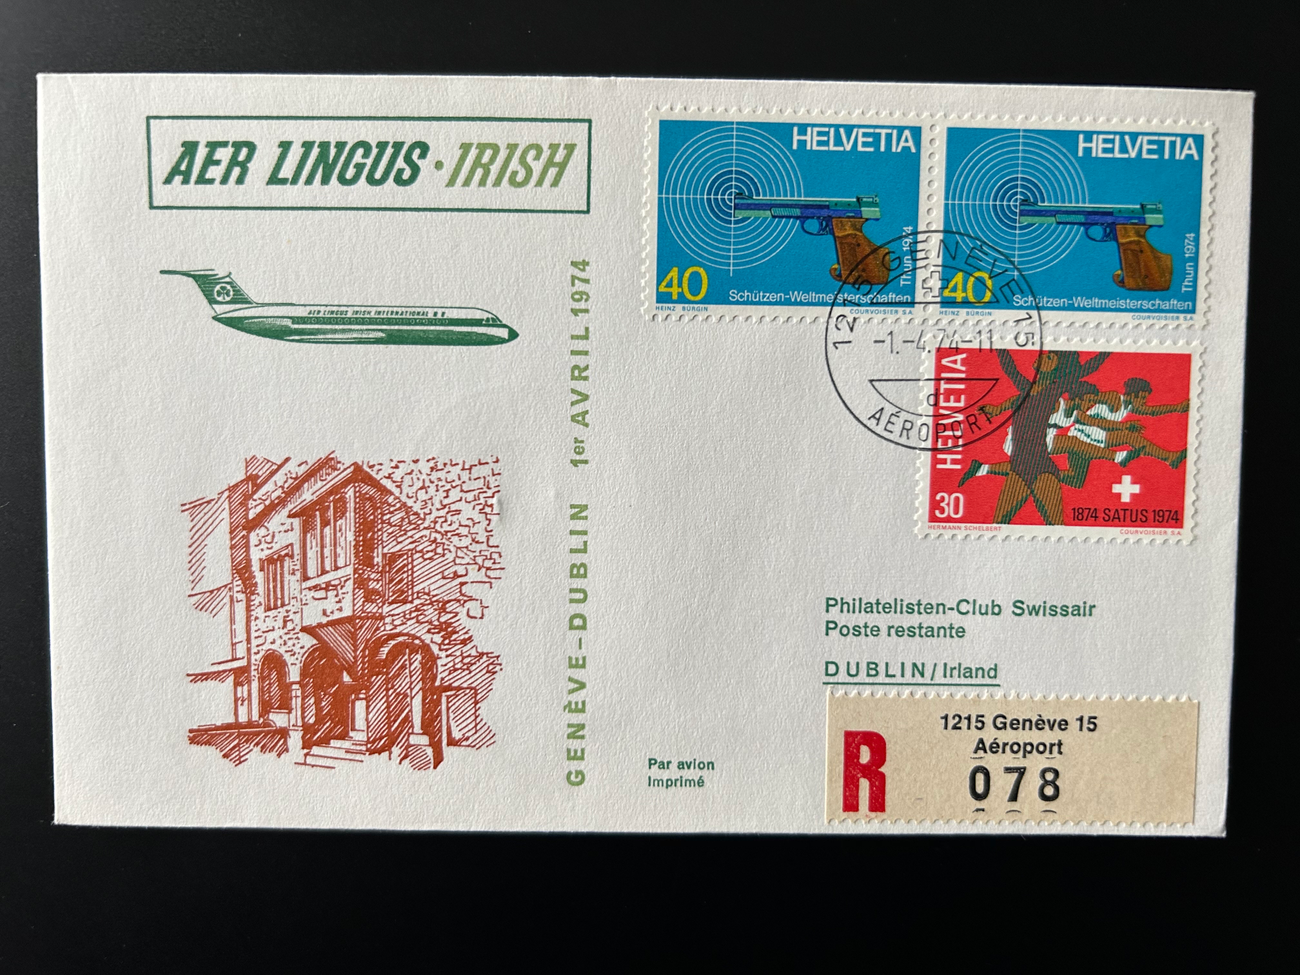 AER LINGUS · IRISH
AER LINGUS IRISH INTERNATIONAL
GENÈVE–DUBLIN 1er AVRIL 1974
HELVETIA
40
Thun 1974
Schützen-Weltmeisterschaften
HEINZ BÜRGIN
COURVOISIER S.A.
HELVETIA
40
Thun 1974
Schützen-Weltmeisterschaften
HEINZ BÜRGIN
COURVOISIER S.A.
1215 GENÈVE 15
-1.-4.74-11
d
AÉROPORT
HELVETIA
30
1874 SATUS 1974
HERMANN SCHELBERT
COURVOISIER S.A.
Philatelisten-Club Swissair
Poste restante
DUBLIN/Irland
Par avion
Imprimé
R
1215 Genève 15
Aéroport
078